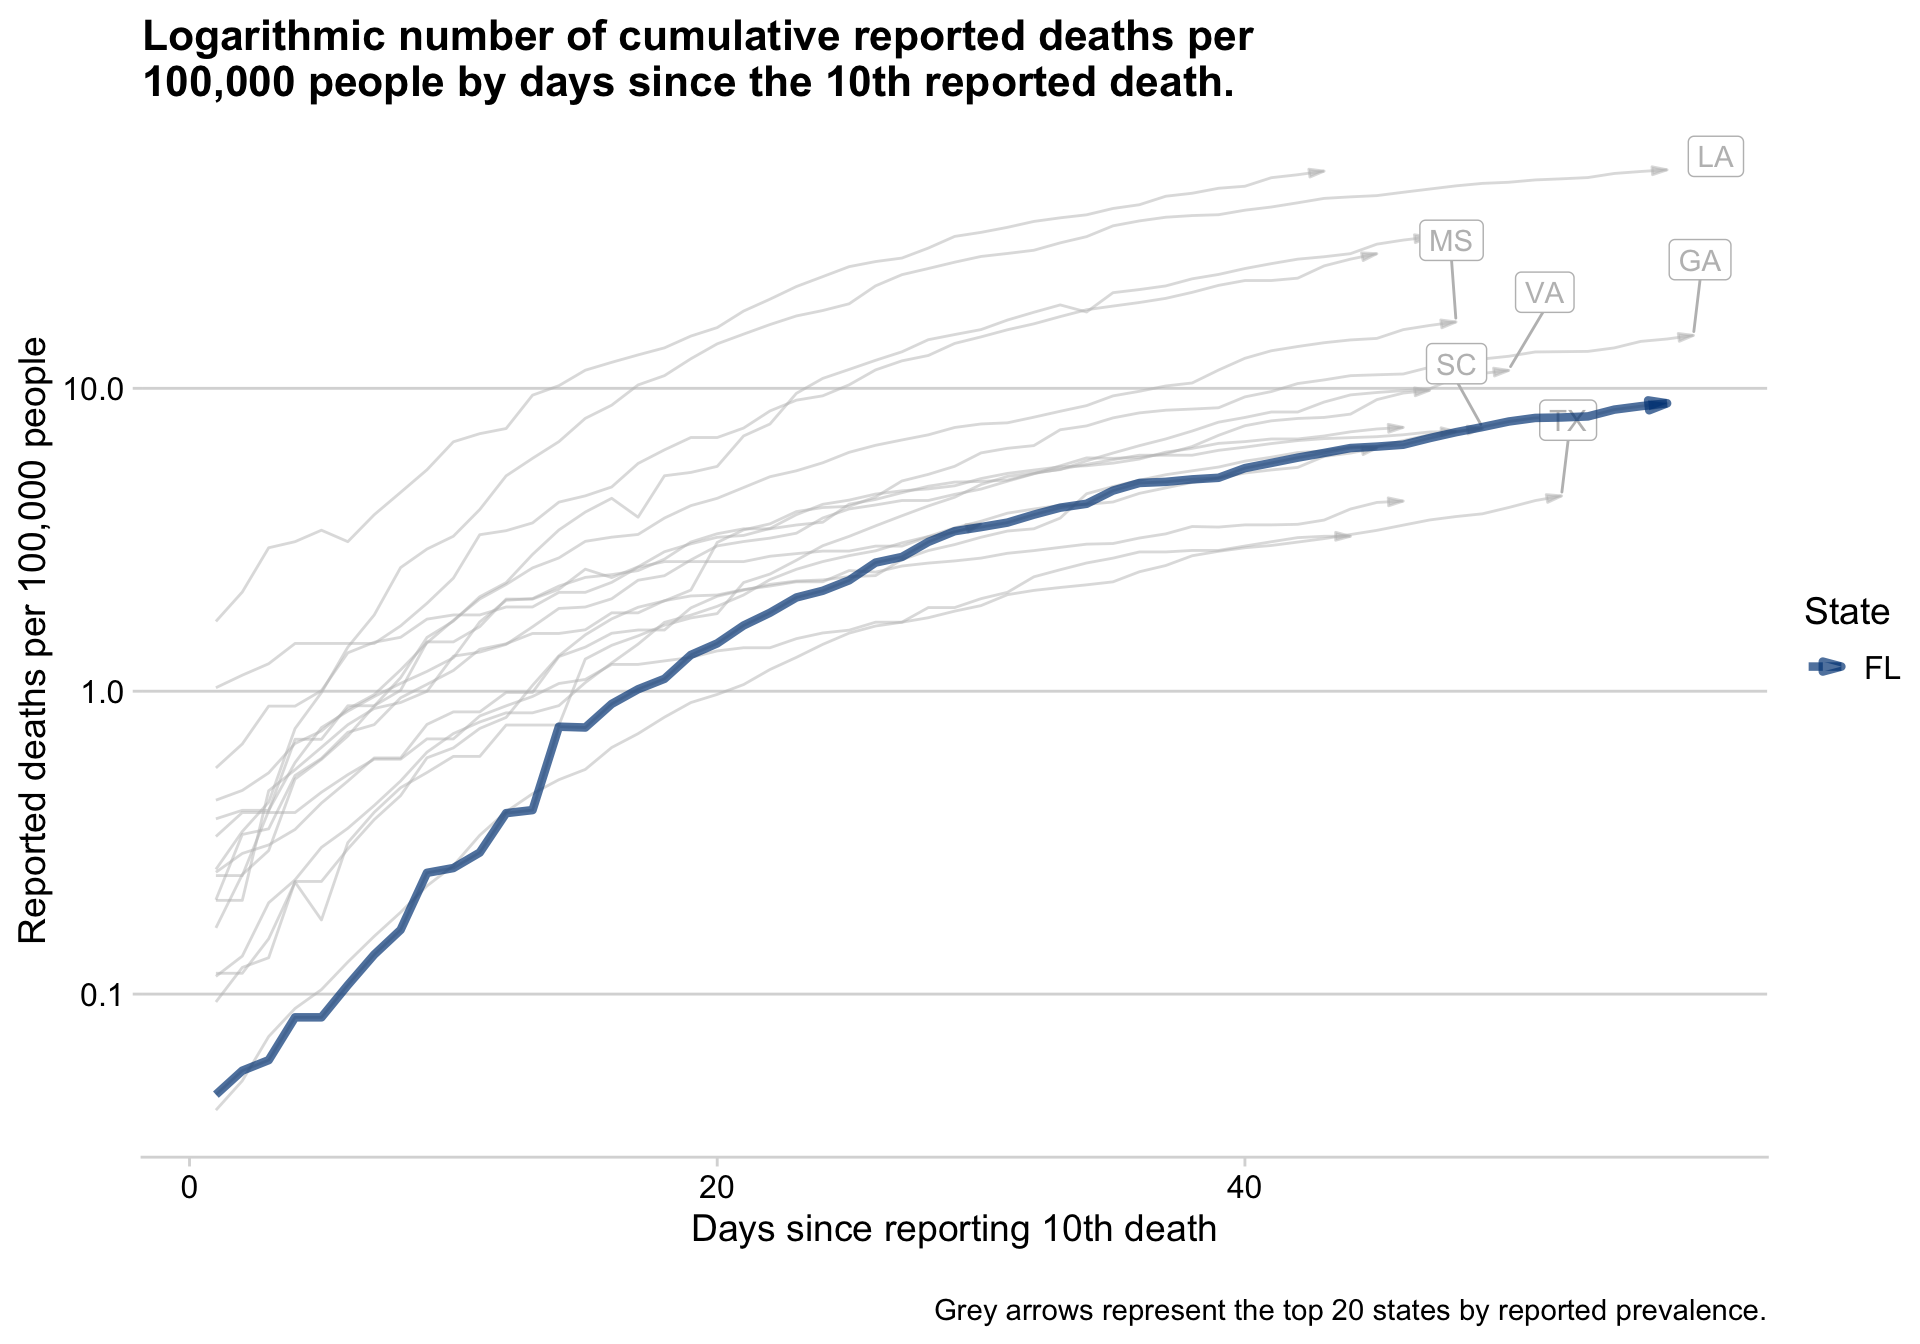 Logarithmic number of cumulative reported deaths per
100,000 people by days since the 10th reported death.
LA
MS
GA
VA
SC
TX
Reported deaths per 100,000 people
10.0
1.0
0.1
State
FL
0
20
40
Days since reporting 10th death
Grey arrows represent the top 20 states by reported prevalence.